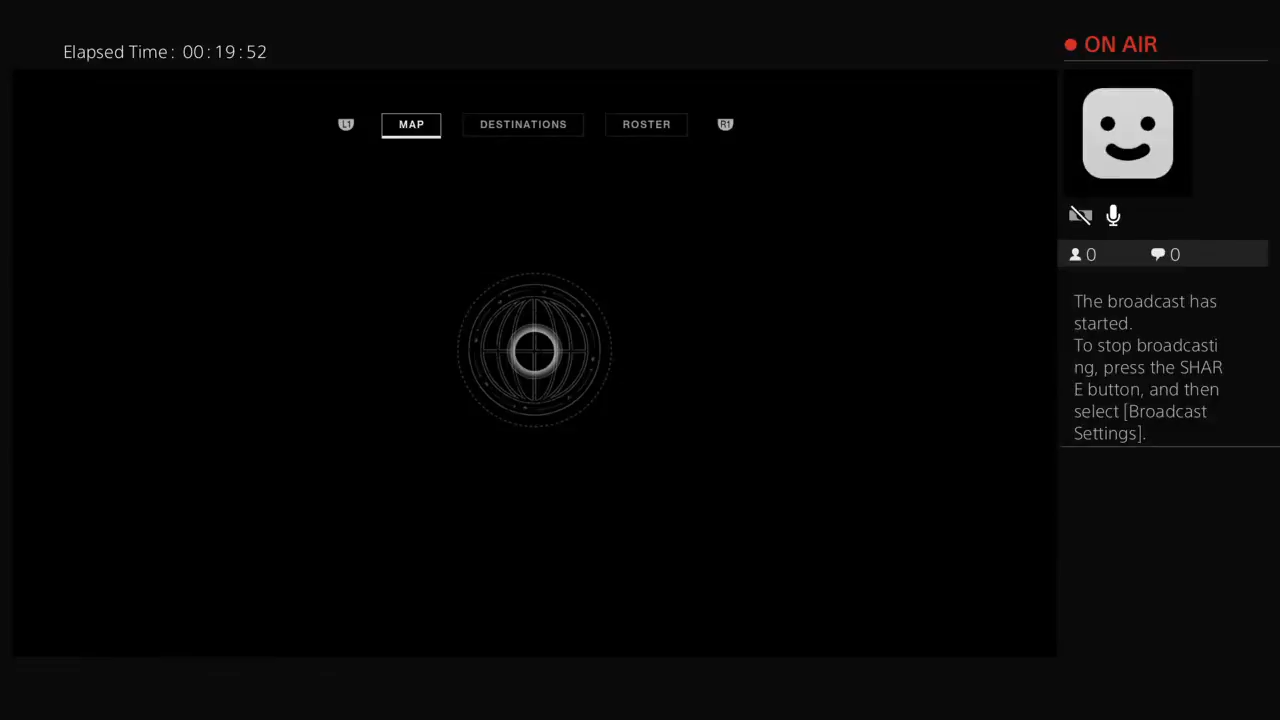 Elapsed Time: 00:19:52
ON AIR
L1 MAP DESTINATIONS ROSTER R1
0 0
The broadcast has
started.
To stop broadcasti
ng, press the SHAR
E button, and then
select [Broadcast
Settings].